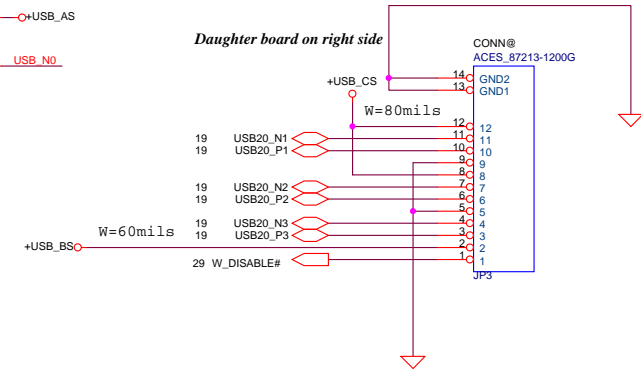 +USB_AS
USB_N0
Daughter board on right side
CONN@
ACES_87213-1200G
+USB_CS
W=80mils
14 GND2
13 GND1
12 12
19 USB20_N1 11 11
19 USB20_P1 10 10
9 9
8 8
19 USB20_N2 7 7
19 USB20_P2 6 6
5 5
19 USB20_N3 4 4
19 USB20_P3 3 3
W=60mils
+USB_BS 2 2
29 W_DISABLE# 1 1
JP3